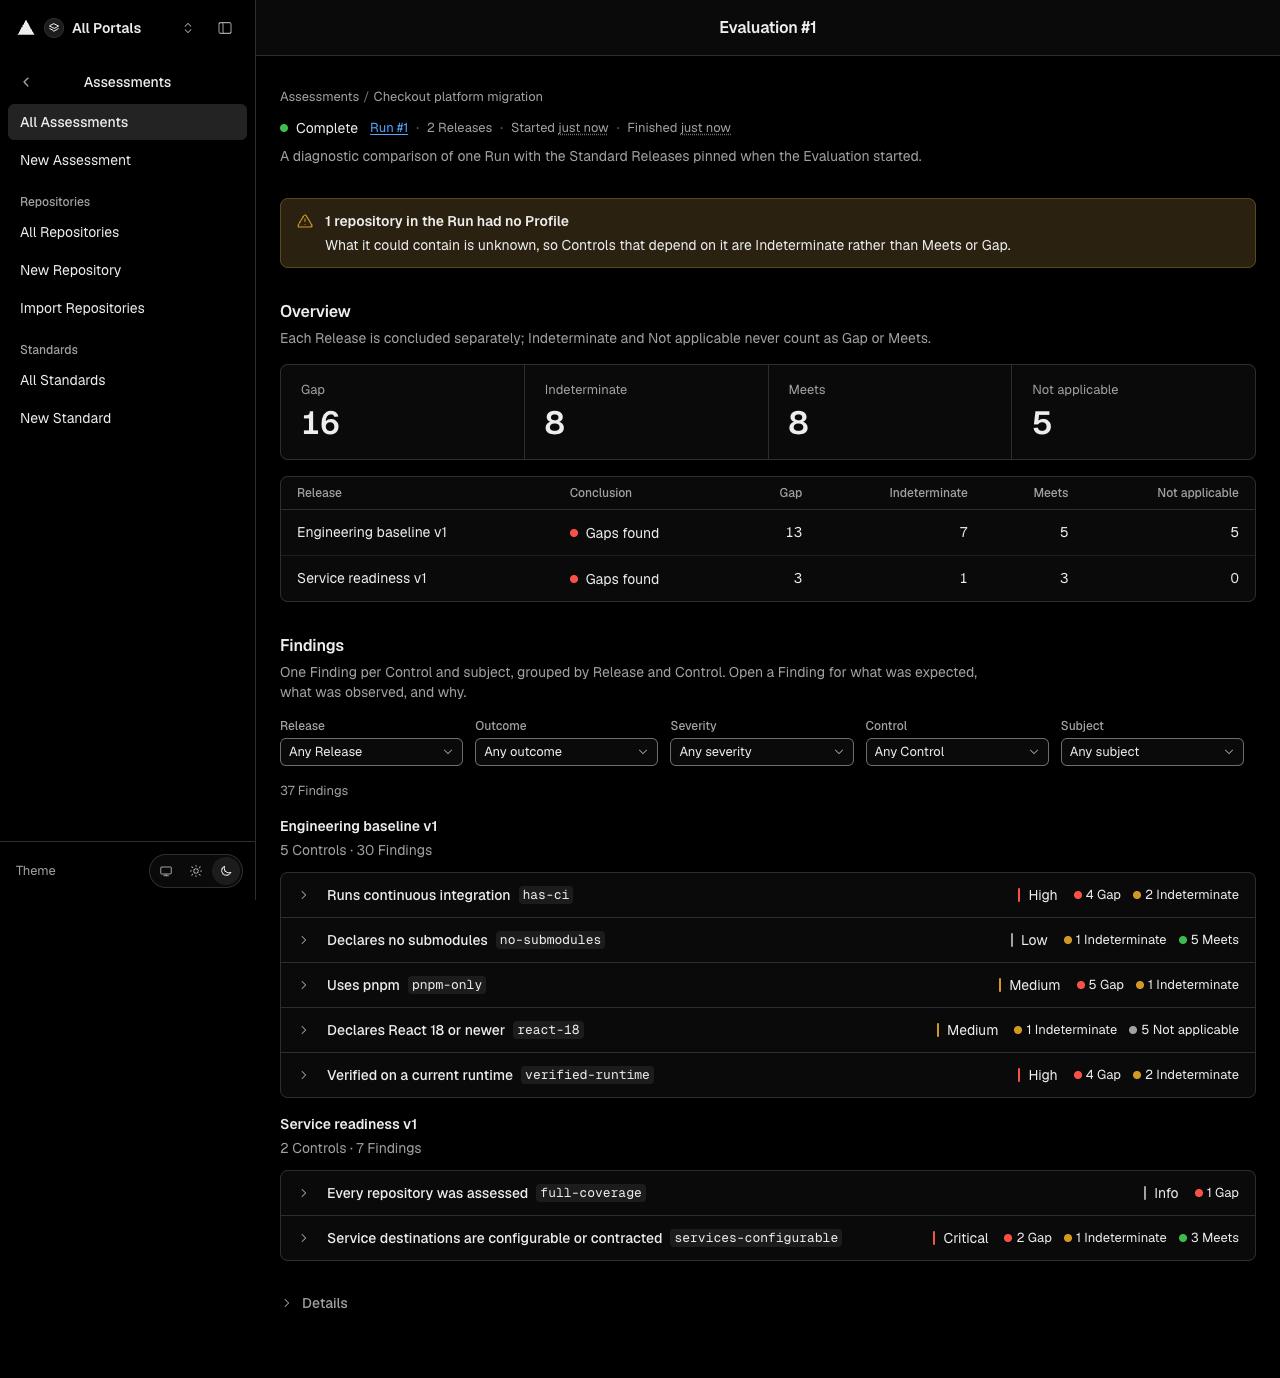 All Portals
Evaluation #1
Assessments
All Assessments
New Assessment
Repositories
All Repositories
New Repository
Import Repositories
Standards
All Standards
New Standard
Theme
Assessments / Checkout platform migration
Complete Run #1 · 2 Releases · Started just now · Finished just now
A diagnostic comparison of one Run with the Standard Releases pinned when the Evaluation started.
1 repository in the Run had no Profile
What it could contain is unknown, so Controls that depend on it are Indeterminate rather than Meets or Gap.
Overview
Each Release is concluded separately; Indeterminate and Not applicable never count as Gap or Meets.
Gap Indeterminate Meets Not applicable
16 8 8 5
Release Conclusion Gap Indeterminate Meets Not applicable
Engineering baseline v1 Gaps found 13 7 5 5
Service readiness v1 Gaps found 3 1 3 0
Findings
One Finding per Control and subject, grouped by Release and Control. Open a Finding for what was expected,
what was observed, and why.
Release Outcome Severity Control Subject
Any Release Any outcome Any severity Any Control Any subject
37 Findings
Engineering baseline v1
5 Controls · 30 Findings
Runs continuous integration has-ci High 4 Gap 2 Indeterminate
Declares no submodules no-submodules Low 1 Indeterminate 5 Meets
Uses pnpm pnpm-only Medium 5 Gap 1 Indeterminate
Declares React 18 or newer react-18 Medium 1 Indeterminate 5 Not applicable
Verified on a current runtime verified-runtime High 4 Gap 2 Indeterminate
Service readiness v1
2 Controls · 7 Findings
Every repository was assessed full-coverage Info 1 Gap
Service destinations are configurable or contracted services-configurable Critical 2 Gap 1 Indeterminate 3 Meets
Details